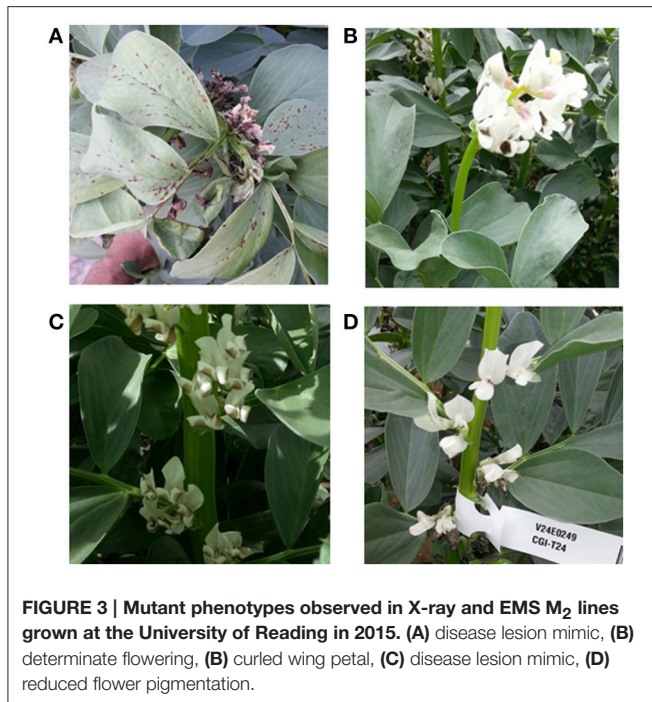 A
B
C
D
V24E0249
CGI-T24
FIGURE 3 | Mutant phenotypes observed in X-ray and EMS M₂ lines
grown at the University of Reading in 2015. (A) disease lesion mimic, (B)
determinate flowering, (B) curled wing petal, (C) disease lesion mimic, (D)
reduced flower pigmentation.